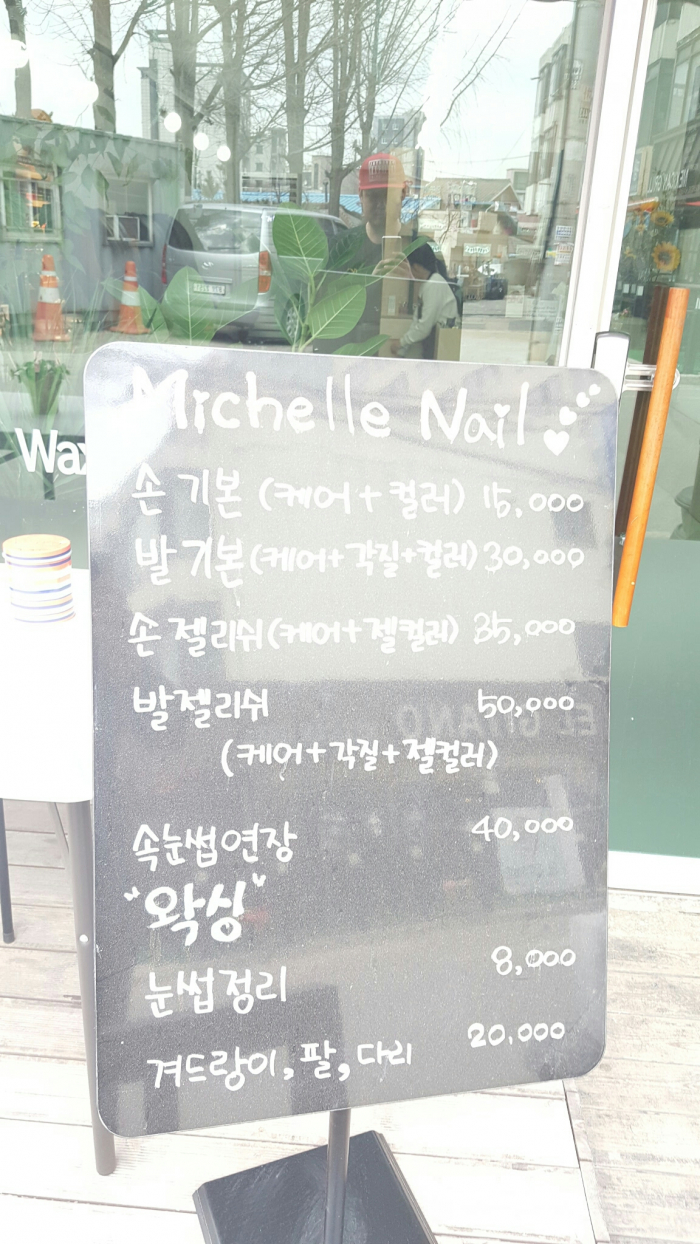 Michelle Nail
손 기본 (케어+컬러) 15,000
발 기본(케어+각질+컬러) 30,000
손 젤리쉬(케어+젤컬러) 35,000
발젤리쉬 50,000
(케어+각질+젤컬러)
속눈썹연장 40,000
"왁싱"
눈썹정리 8,000
겨드랑이, 팔, 다리 20,000
Wax
EL GITANO